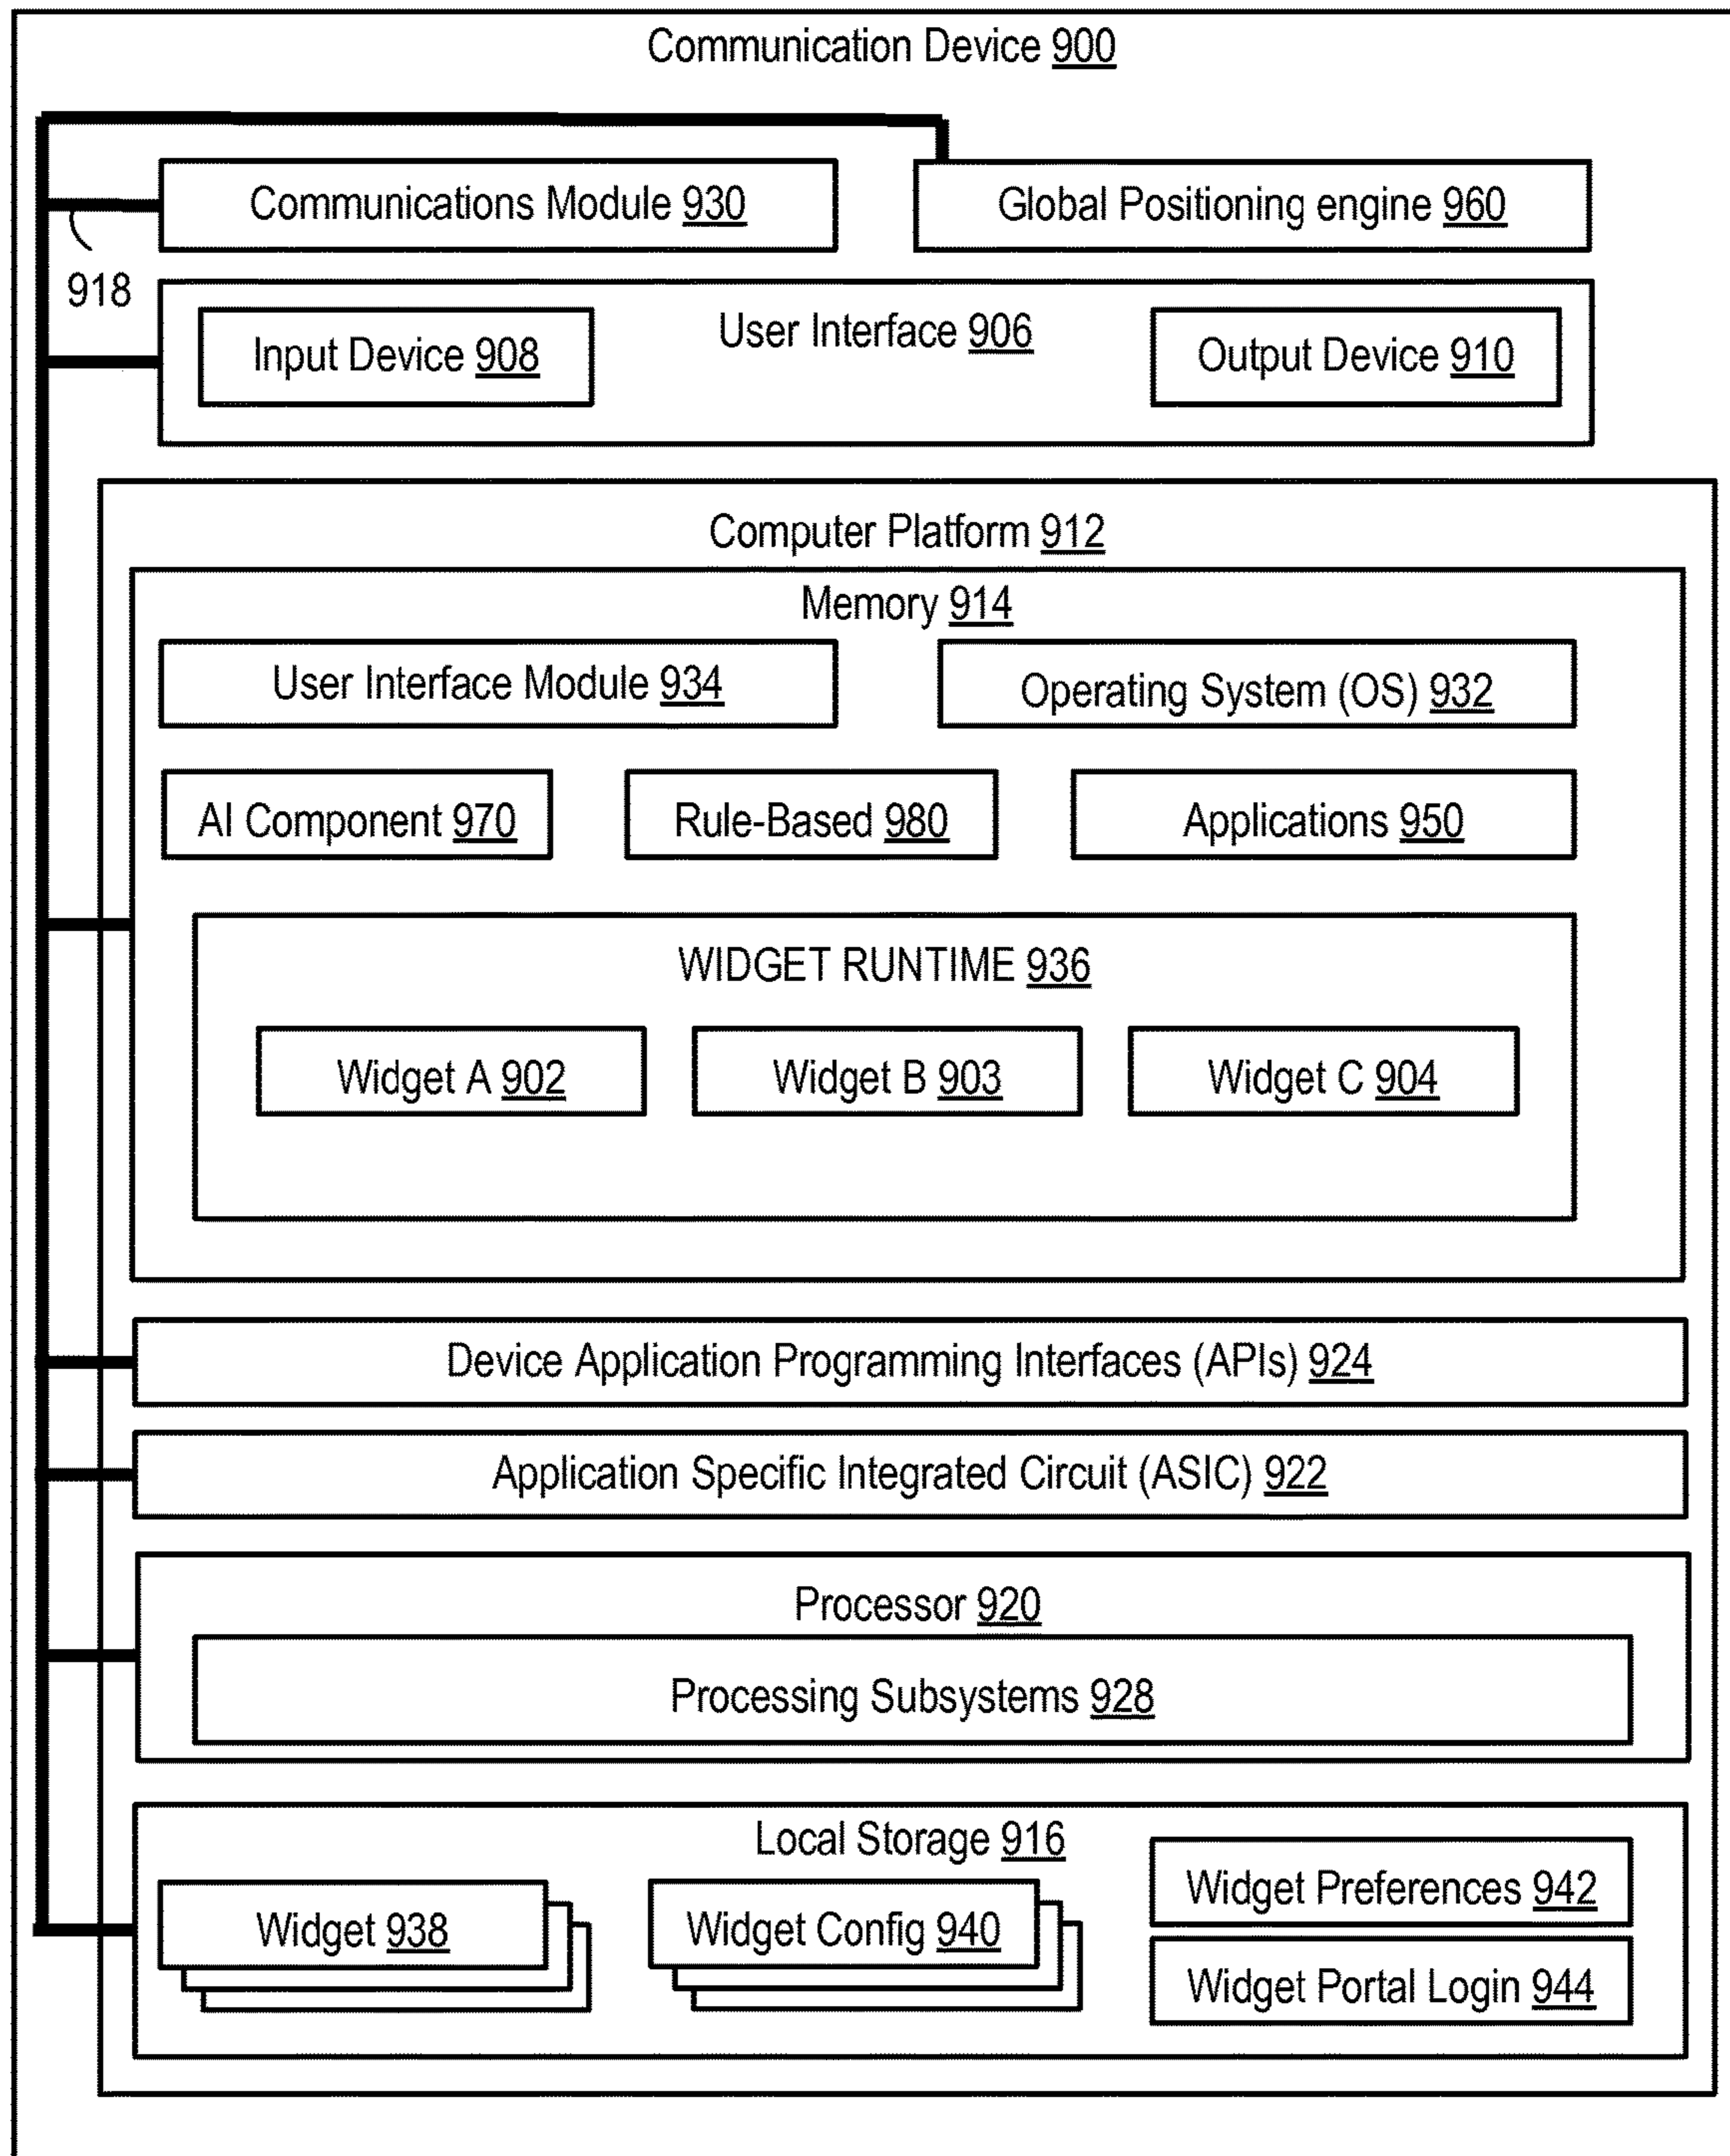 Communication Device 900
Communications Module 930
Global Positioning engine 960
918
User Interface 906
Input Device 908
Output Device 910
Computer Platform 912
Memory 914
User Interface Module 934
Operating System (OS) 932
AI Component 970
Rule-Based 980
Applications 950
WIDGET RUNTIME 936
Widget A 902
Widget B 903
Widget C 904
Device Application Programming Interfaces (APIs) 924
Application Specific Integrated Circuit (ASIC) 922
Processor 920
Processing Subsystems 928
Local Storage 916
Widget 938
Widget Config 940
Widget Preferences 942
Widget Portal Login 944